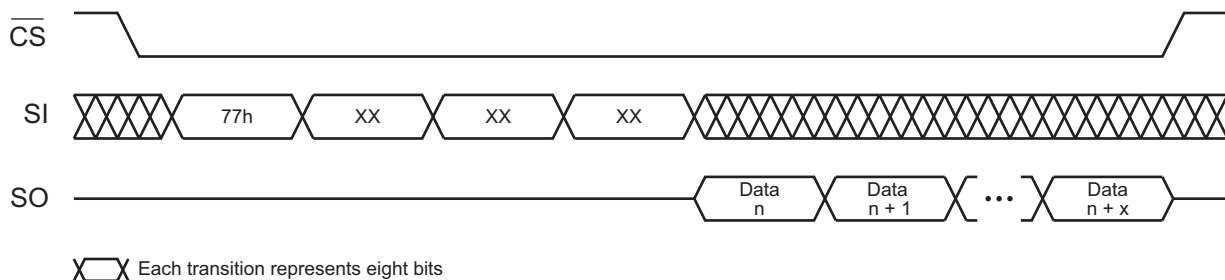 CS
SI
77h
XX
XX
XX
SO
Data
n
Data
n + 1
•••
Data
n + x
Each transition represents eight bits